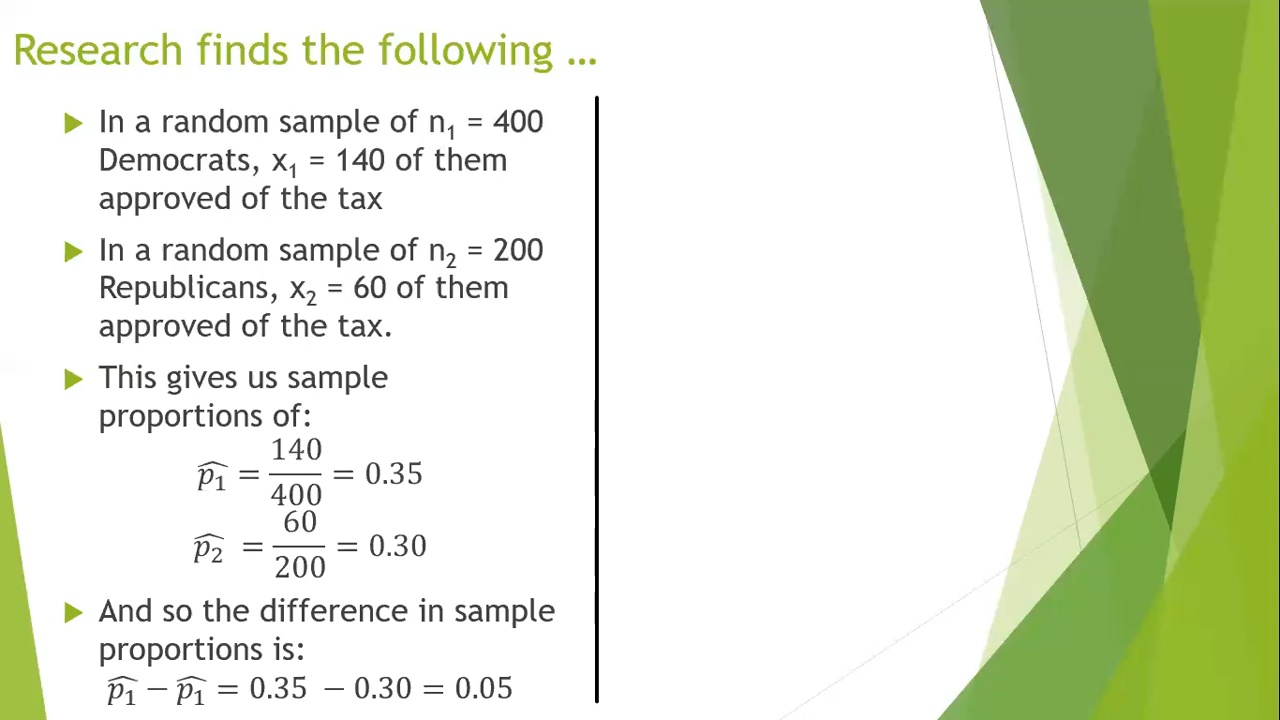 Research finds the following …
In a random sample of n₁ = 400
Democrats, x₁ = 140 of them
approved of the tax
In a random sample of n₂ = 200
Republicans, x₂ = 60 of them
approved of the tax.
This gives us sample
proportions of:
p̂₁ = 140/400 = 0.35
p̂₂ = 60/200 = 0.30
And so the difference in sample
proportions is:
p̂₁ − p̂₁ = 0.35 − 0.30 = 0.05